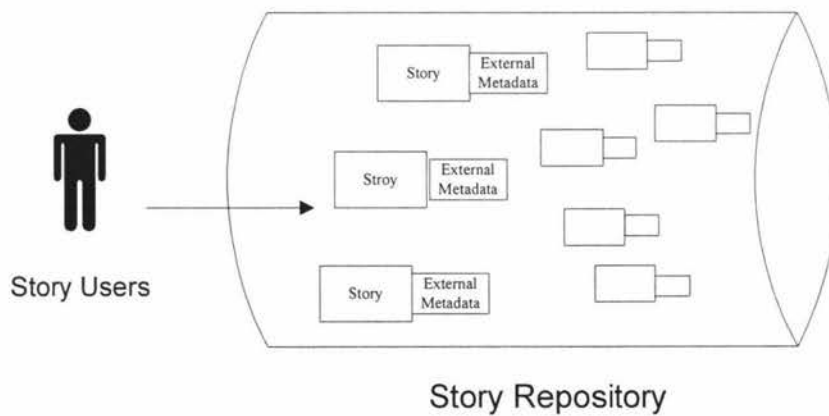 Story
External
Metadata
Stroy
External
Metadata
Story
External
Metadata
Story Users
Story Repository